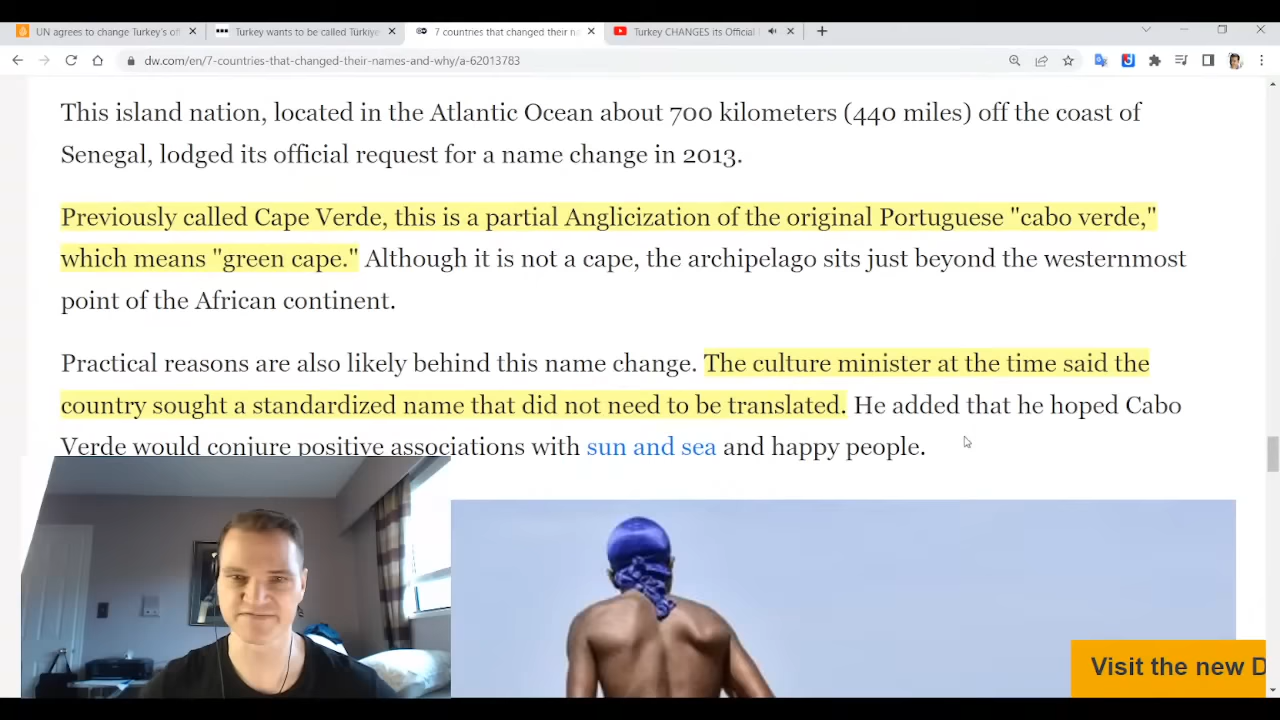 UN agrees to change Turkey's of
Turkey wants to be called Türkiye
7 countries that changed their n
Turkey CHANGES its Official
dw.com/en/7-countries-that-changed-their-names-and-why/a-62013783
This island nation, located in the Atlantic Ocean about 700 kilometers (440 miles) off the coast of
Senegal, lodged its official request for a name change in 2013.
Previously called Cape Verde, this is a partial Anglicization of the original Portuguese "cabo verde,"
which means "green cape." Although it is not a cape, the archipelago sits just beyond the westernmost
point of the African continent.
Practical reasons are also likely behind this name change. The culture minister at the time said the
country sought a standardized name that did not need to be translated. He added that he hoped Cabo
Verde would conjure positive associations with sun and sea and happy people.
Visit the new D